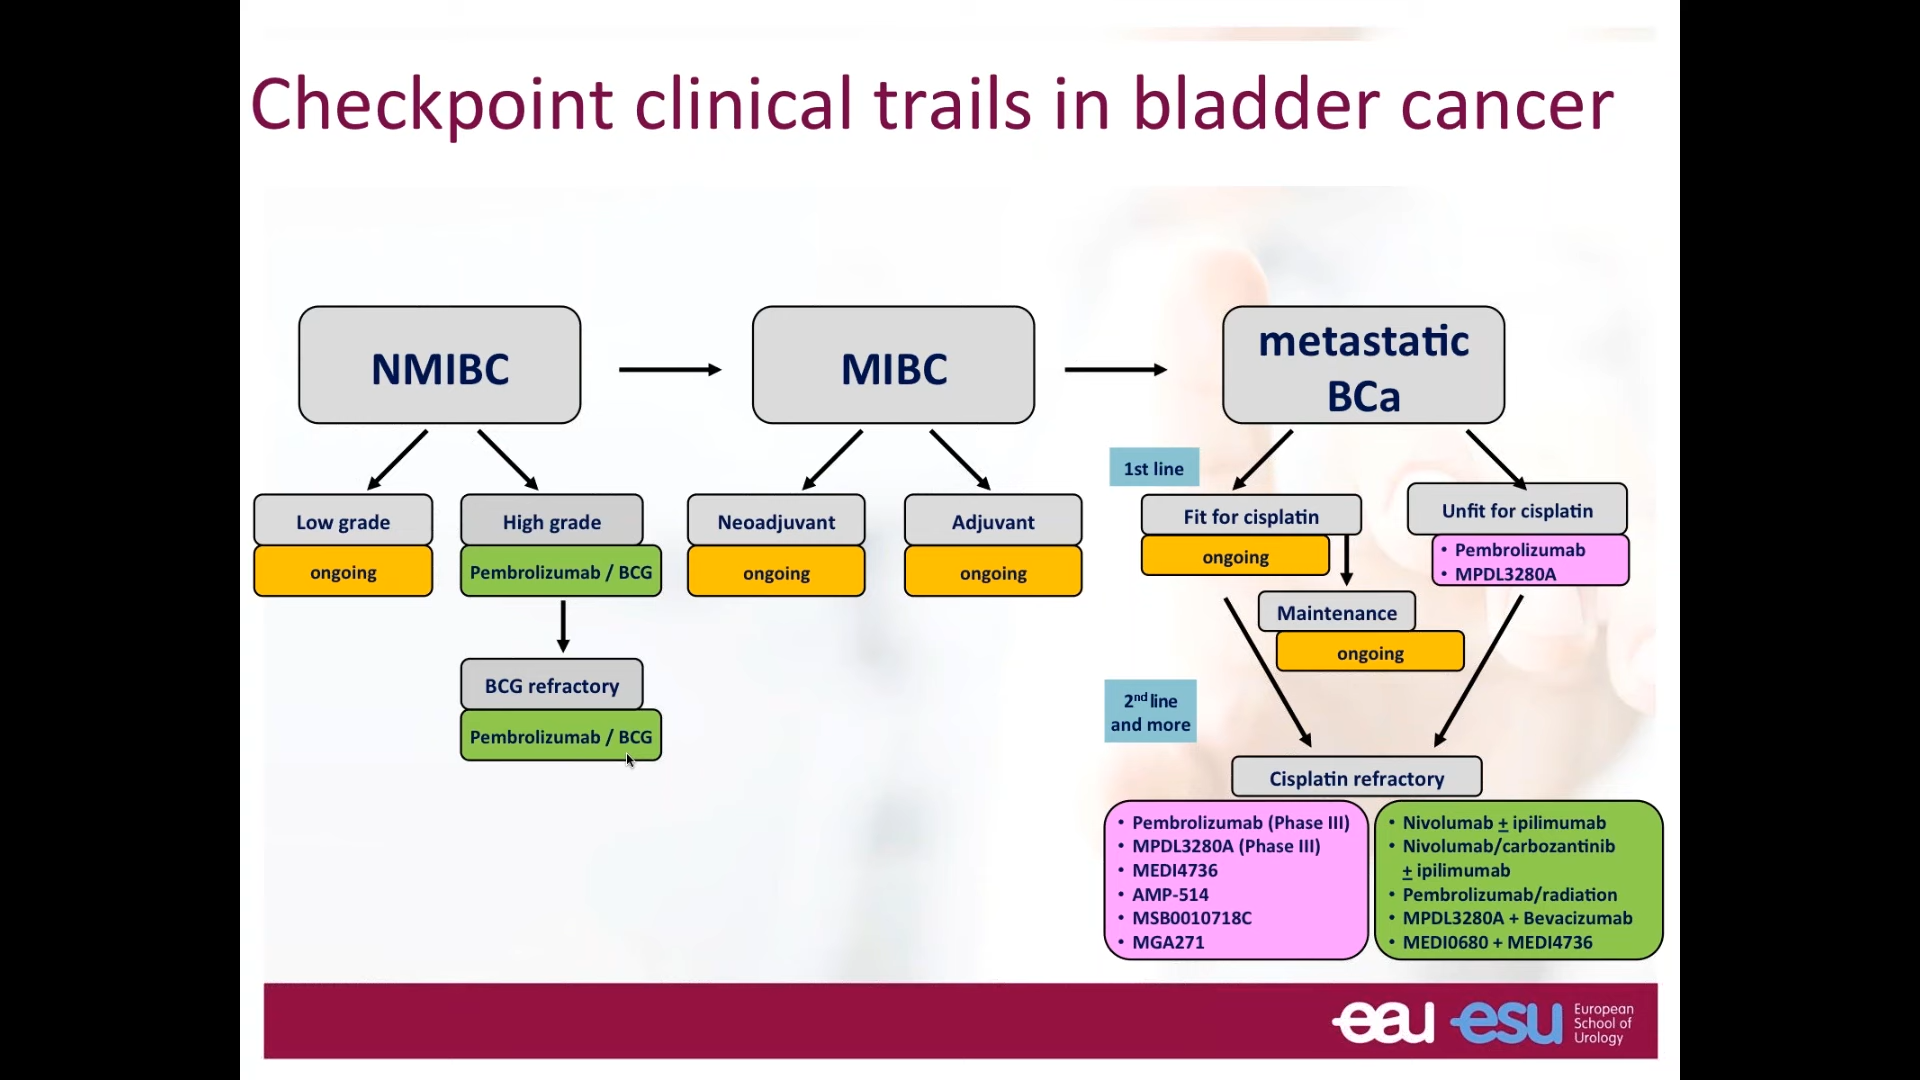 Checkpoint clinical trails in bladder cancer
NMIBC
MIBC
metastatic
BCa
1st line
Low grade
ongoing
High grade
Pembrolizumab / BCG
Neoadjuvant
ongoing
Adjuvant
ongoing
Fit for cisplatin
ongoing
Unfit for cisplatin
• Pembrolizumab
• MPDL3280A
Maintenance
ongoing
BCG refractory
Pembrolizumab / BCG
2nd line
and more
Cisplatin refractory
• Pembrolizumab (Phase III)
• MPDL3280A (Phase III)
• MEDI4736
• AMP-514
• MSB0010718C
• MGA271
• Nivolumab ± ipilimumab
• Nivolumab/carbozantinib
± ipilimumab
• Pembrolizumab/radiation
• MPDL3280A + Bevacizumab
• MEDI0680 + MEDI4736
eau esu
European
School of
Urology